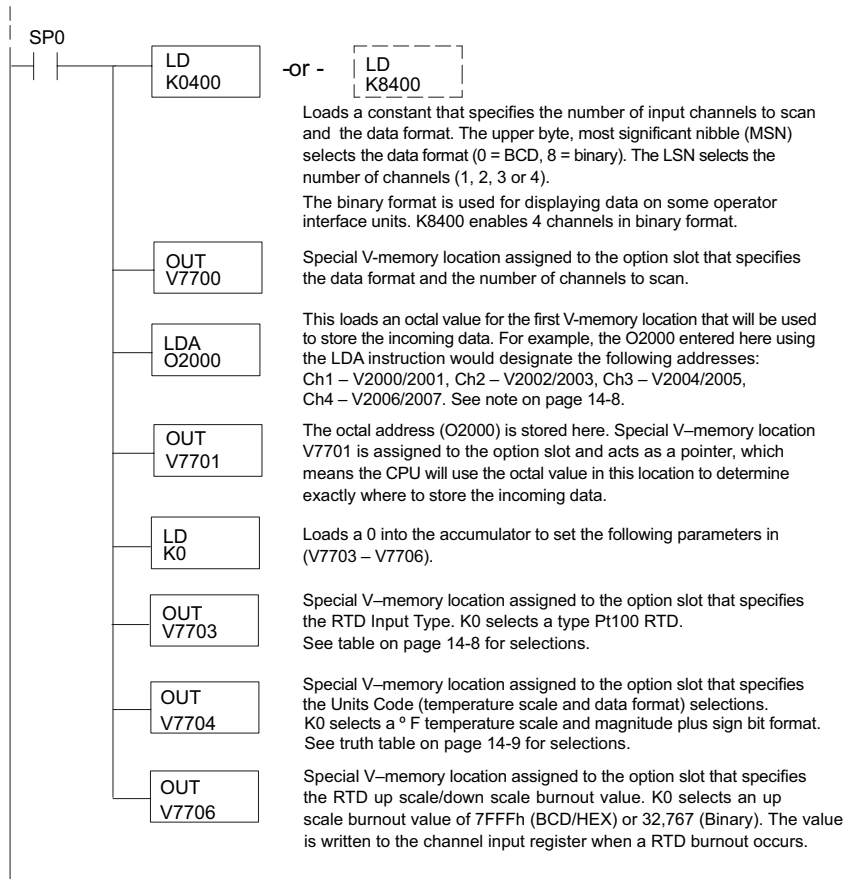 SP0
LD
K0400
-or -
LD
K8400
Loads a constant that specifies the number of input channels to scan
and the data format. The upper byte, most significant nibble (MSN)
selects the data format (0 = BCD, 8 = binary). The LSN selects the
number of channels (1, 2, 3 or 4).
The binary format is used for displaying data on some operator
interface units. K8400 enables 4 channels in binary format.
OUT
V7700
Special V-memory location assigned to the option slot that specifies
the data format and the number of channels to scan.
LDA
O2000
This loads an octal value for the first V-memory location that will be used
to store the incoming data. For example, the O2000 entered here using
the LDA instruction would designate the following addresses:
Ch1 – V2000/2001, Ch2 – V2002/2003, Ch3 – V2004/2005,
Ch4 – V2006/2007. See note on page 14-8.
OUT
V7701
The octal address (O2000) is stored here. Special V–memory location
V7701 is assigned to the option slot and acts as a pointer, which
means the CPU will use the octal value in this location to determine
exactly where to store the incoming data.
LD
K0
Loads a 0 into the accumulator to set the following parameters in
(V7703 – V7706).
OUT
V7703
Special V–memory location assigned to the option slot that specifies
the RTD Input Type. K0 selects a type Pt100 RTD.
See table on page 14-8 for selections.
OUT
V7704
Special V–memory location assigned to the option slot that specifies
the Units Code (temperature scale and data format) selections.
K0 selects a º F temperature scale and magnitude plus sign bit format.
See truth table on page 14-9 for selections.
OUT
V7706
Special V–memory location assigned to the option slot that specifies
the RTD up scale/down scale burnout value. K0 selects an up
scale burnout value of 7FFFh (BCD/HEX) or 32,767 (Binary). The value
is written to the channel input register when a RTD burnout occurs.